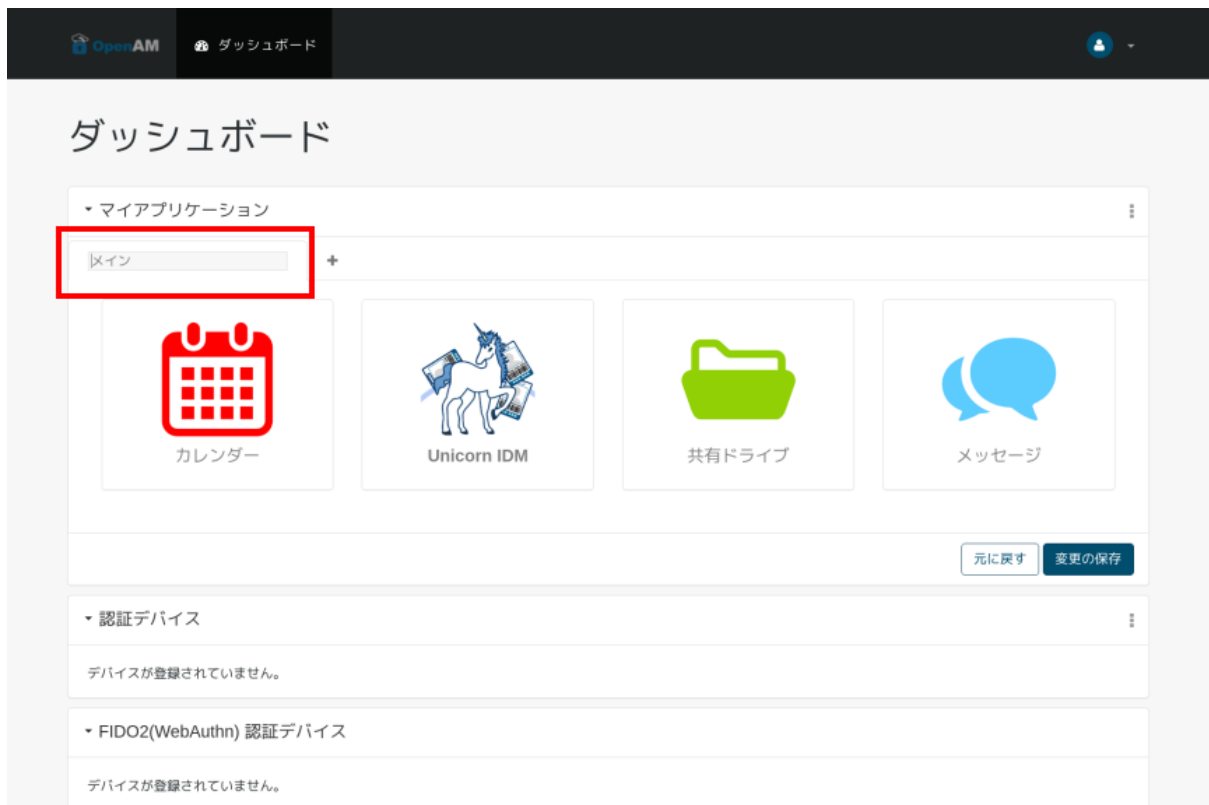 OpenAM ダッシュボード
ダッシュボード
マイアプリケーション
メイン
カレンダー Unicorn IDM 共有ドライブ メッセージ
元に戻す 変更の保存
認証デバイス
デバイスが登録されていません。
FIDO2(WebAuthn) 認証デバイス
デバイスが登録されていません。